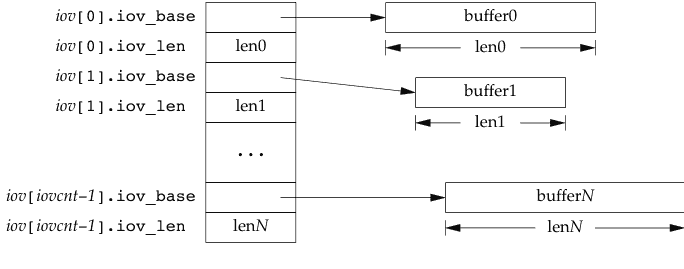 iov[0].iov_base buffer0
iov[0].iov_len len0 len0
iov[1].iov_base buffer1
iov[1].iov_len len1 len1
...
iov[iovcnt-1].iov_base bufferN
iov[iovcnt-1].iov_len lenN lenN